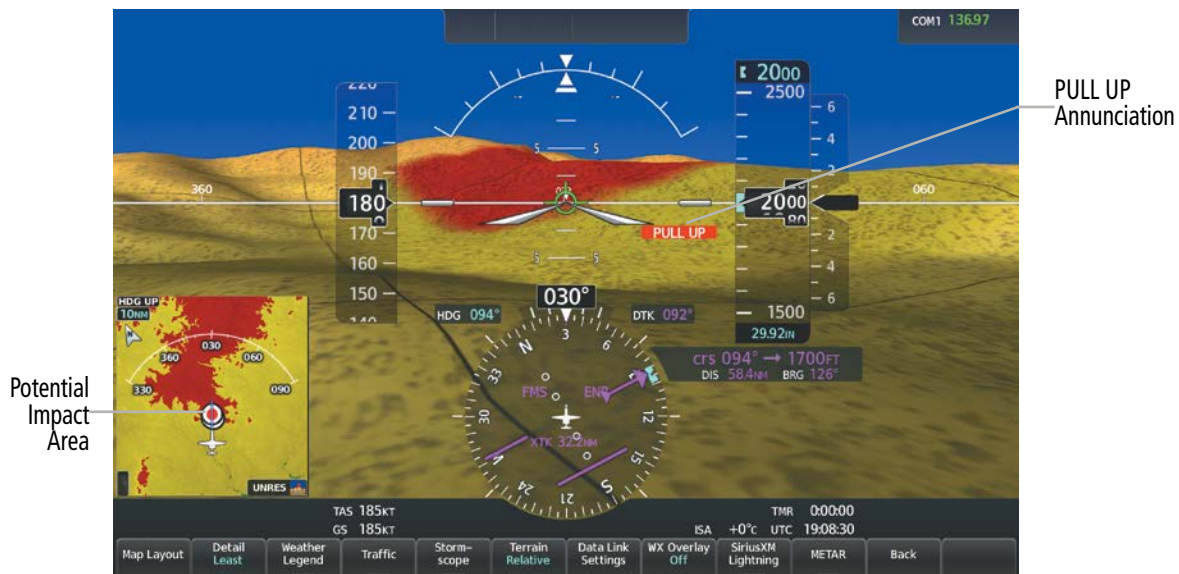 COM1 136.97
2000
2500
6
4
2
2000
80
2
4
6
1500
29.92IN
220
210
200
190
180
170
160
150
140
5 5
5 5
360
060
PULL UP
PULL UP
Annunciation
HDG UP
10NM
330
360
030
060
090
UNRES
Potential
Impact
Area
030°
HDG 094°
DTK 092°
crs 094° → 1700FT
DIS 58.4NM BRG 126°
N
3
6
12
15
S
21
24
30
33
FMS
ENR
XTK 32.2NM
TAS 185KT
GS 185KT
ISA +0°C
TMR 0:00:00
UTC 19:08:30
Map Layout
Detail
Least
Weather
Legend
Traffic
Storm–
scope
Terrain
Relative
Data Link
Settings
WX Overlay
Off
SiriusXM
Lightning
METAR
Back